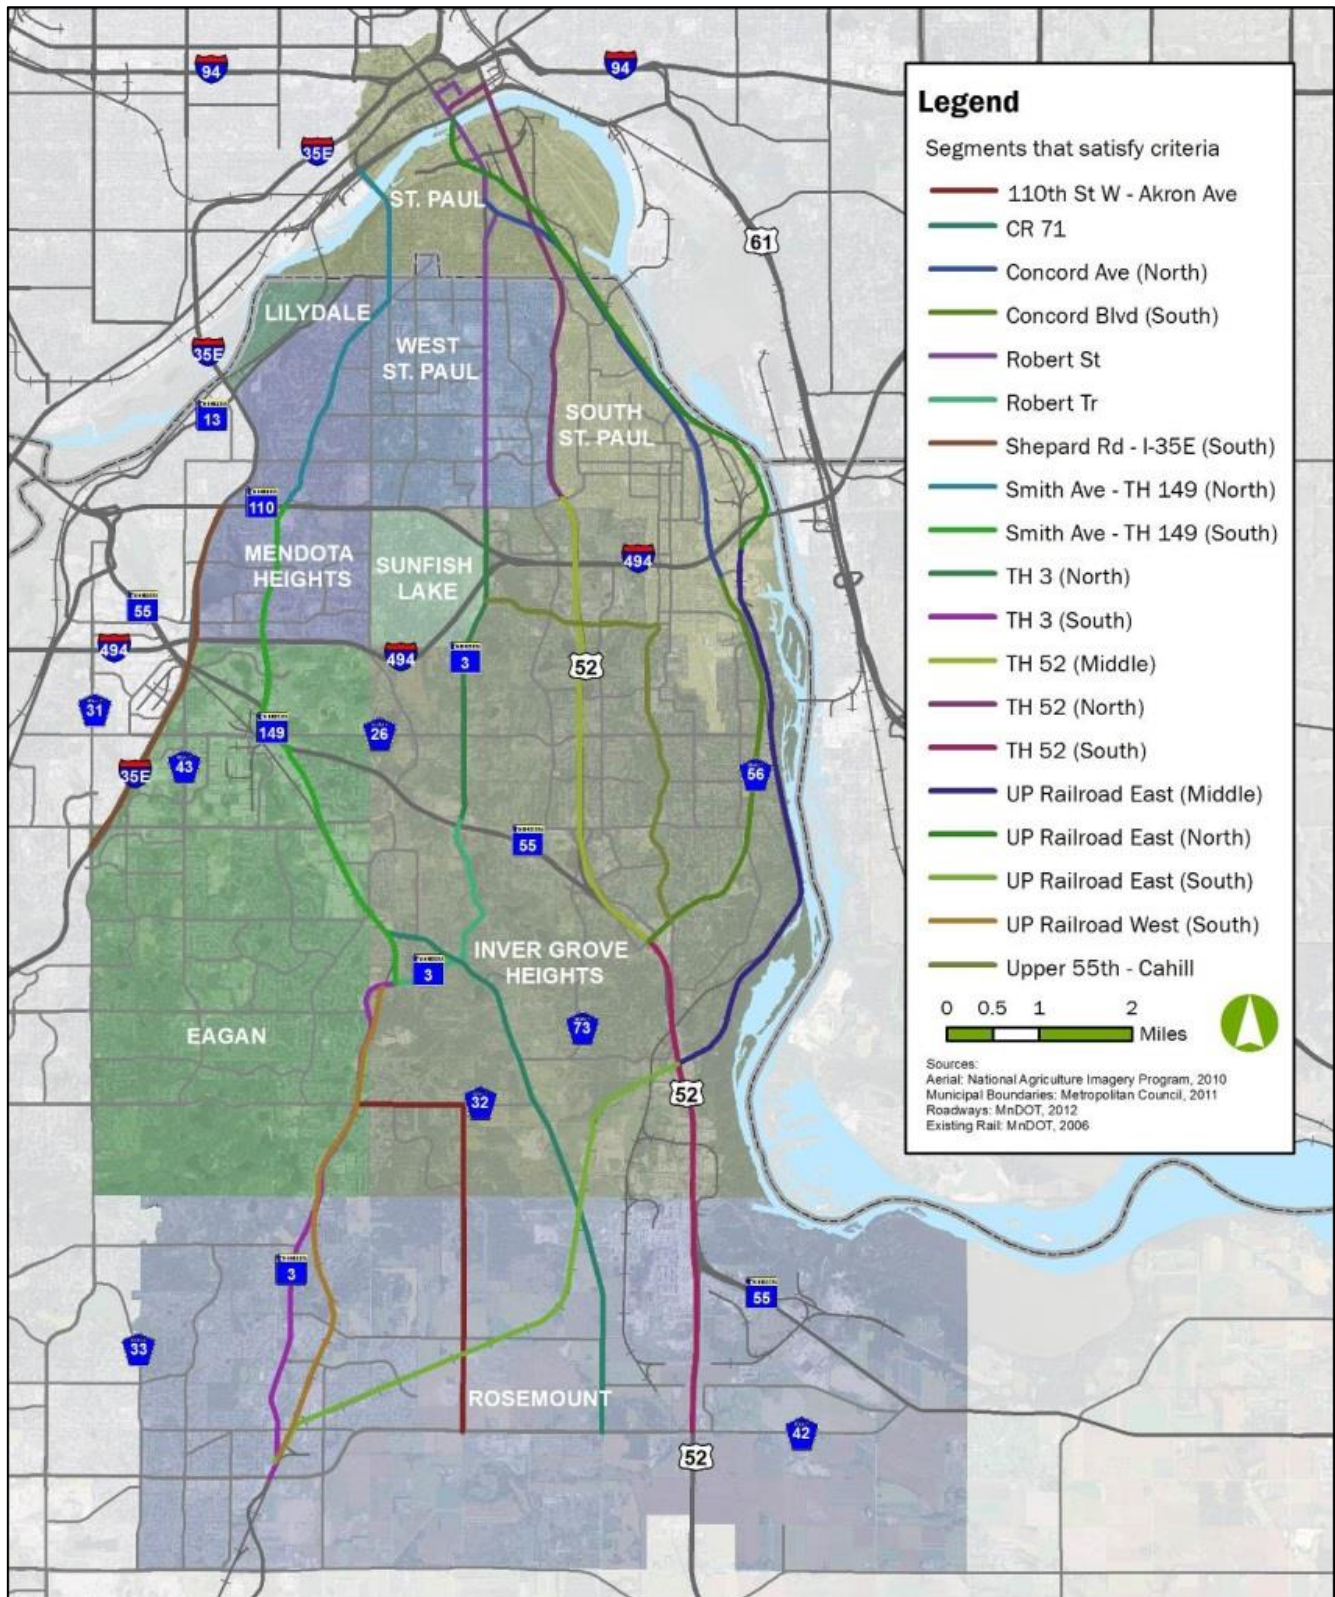 94
94
35E
61
ST. PAUL
LILYDALE
35E
WEST
ST. PAUL
13
SOUTH
ST. PAUL
110
MENDOTA
HEIGHTS
SUNFISH
LAKE
494
55
494
494
3
52
31
149
26
43
35E
56
55
INVER GROVE
HEIGHTS
3
EAGAN
73
32
52
3
55
33
ROSEMOUNT
42
52
Legend
Segments that satisfy criteria
110th St W - Akron Ave
CR 71
Concord Ave (North)
Concord Blvd (South)
Robert St
Robert Tr
Shepard Rd - I-35E (South)
Smith Ave - TH 149 (North)
Smith Ave - TH 149 (South)
TH 3 (North)
TH 3 (South)
TH 52 (Middle)
TH 52 (North)
TH 52 (South)
UP Railroad East (Middle)
UP Railroad East (North)
UP Railroad East (South)
UP Railroad West (South)
Upper 55th - Cahill
0 0.5 1 2
Miles
Sources:
Aerial: National Agriculture Imagery Program, 2010
Municipal Boundaries: Metropolitan Council, 2011
Roadways: MnDOT, 2012
Existing Rail: MnDOT, 2006